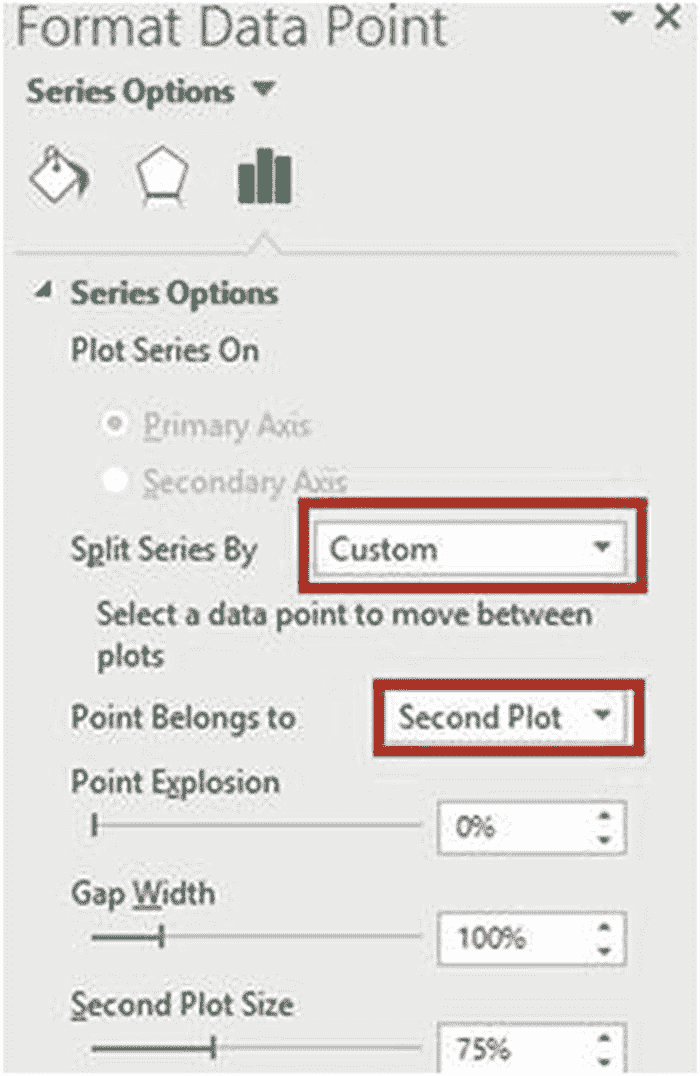 Format Data Point
Series Options
Series Options
Plot Series On
Primary Axis
Secondary Axis
Split Series By Custom
Select a data point to move between
plots
Point Belongs to Second Plot
Point Explosion
0%
Gap Width
100%
Second Plot Size
75%